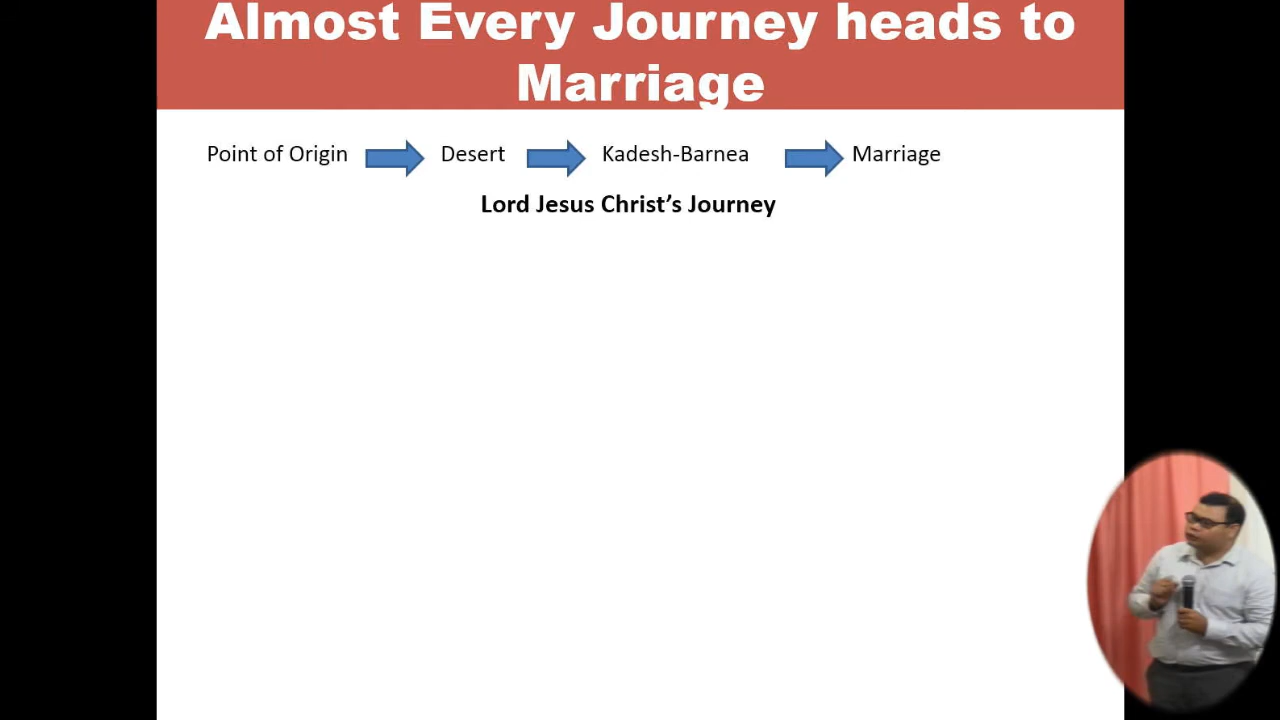 Almost Every Journey heads to
Marriage
Point of Origin Desert Kadesh-Barnea Marriage
Lord Jesus Christ’s Journey